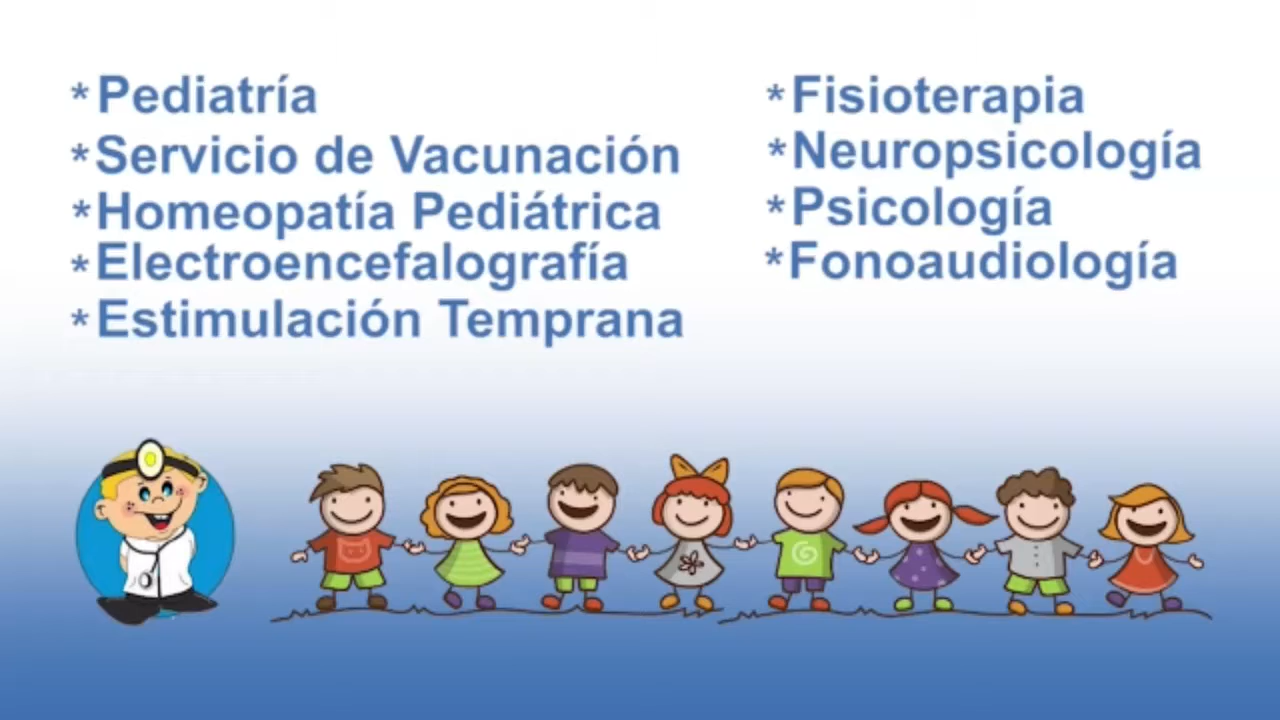 *Pediatría
*Servicio de Vacunación
*Homeopatía Pediátrica
*Electroencefalografía
*Estimulación Temprana
*Fisioterapia
*Neuropsicología
*Psicología
*Fonoaudiología